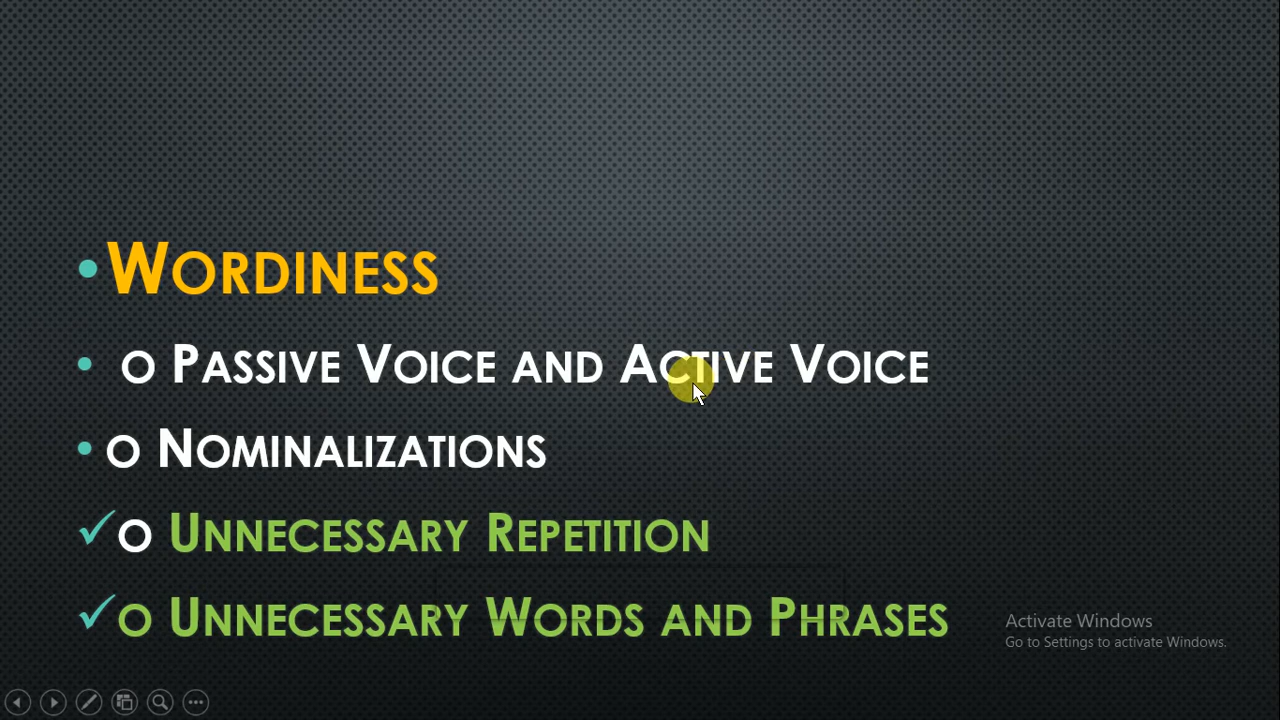 • Wordiness
• o Passive Voice and Active Voice
• o Nominalizations
✓ o Unnecessary Repetition
✓ o Unnecessary Words and Phrases
Activate Windows
Go to Settings to activate Windows.